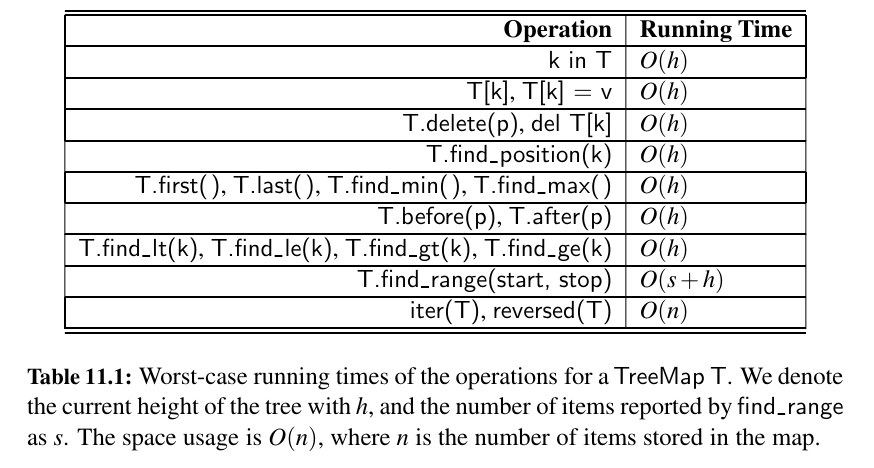 Operation Running Time
k in T O(h)
T[k], T[k] = v O(h)
T.delete(p), del T[k] O(h)
T.find_position(k) O(h)
T.first(), T.last(), T.find_min(), T.find_max() O(h)
T.before(p), T.after(p) O(h)
T.find_lt(k), T.find_le(k), T.find_gt(k), T.find_ge(k) O(h)
T.find_range(start, stop) O(s+h)
iter(T), reversed(T) O(n)
Table 11.1: Worst-case running times of the operations for a TreeMap T. We denote
the current height of the tree with h, and the number of items reported by find_range
as s. The space usage is O(n), where n is the number of items stored in the map.